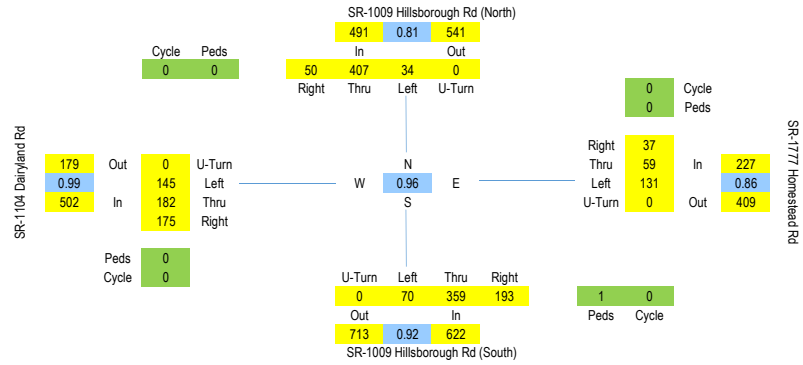 SR-1009 Hillsborough Rd (North)
491 0.81 541
Cycle Peds In Out
0 0 50 407 34 0
Right Thru Left U-Turn
0 Cycle
0 Peds
SR-1104 Dairyland Rd
SR-1777 Homestead Rd
Right 37
179 Out 0 U-Turn N Thru 59 In 227
0.99 145 Left W 0.96 E Left 131 0.86
502 In 182 Thru S U-Turn 0 Out 409
175 Right
Peds 0
Cycle 0
U-Turn Left Thru Right
0 70 359 193 1 0
Out In Peds Cycle
713 0.92 622
SR-1009 Hillsborough Rd (South)